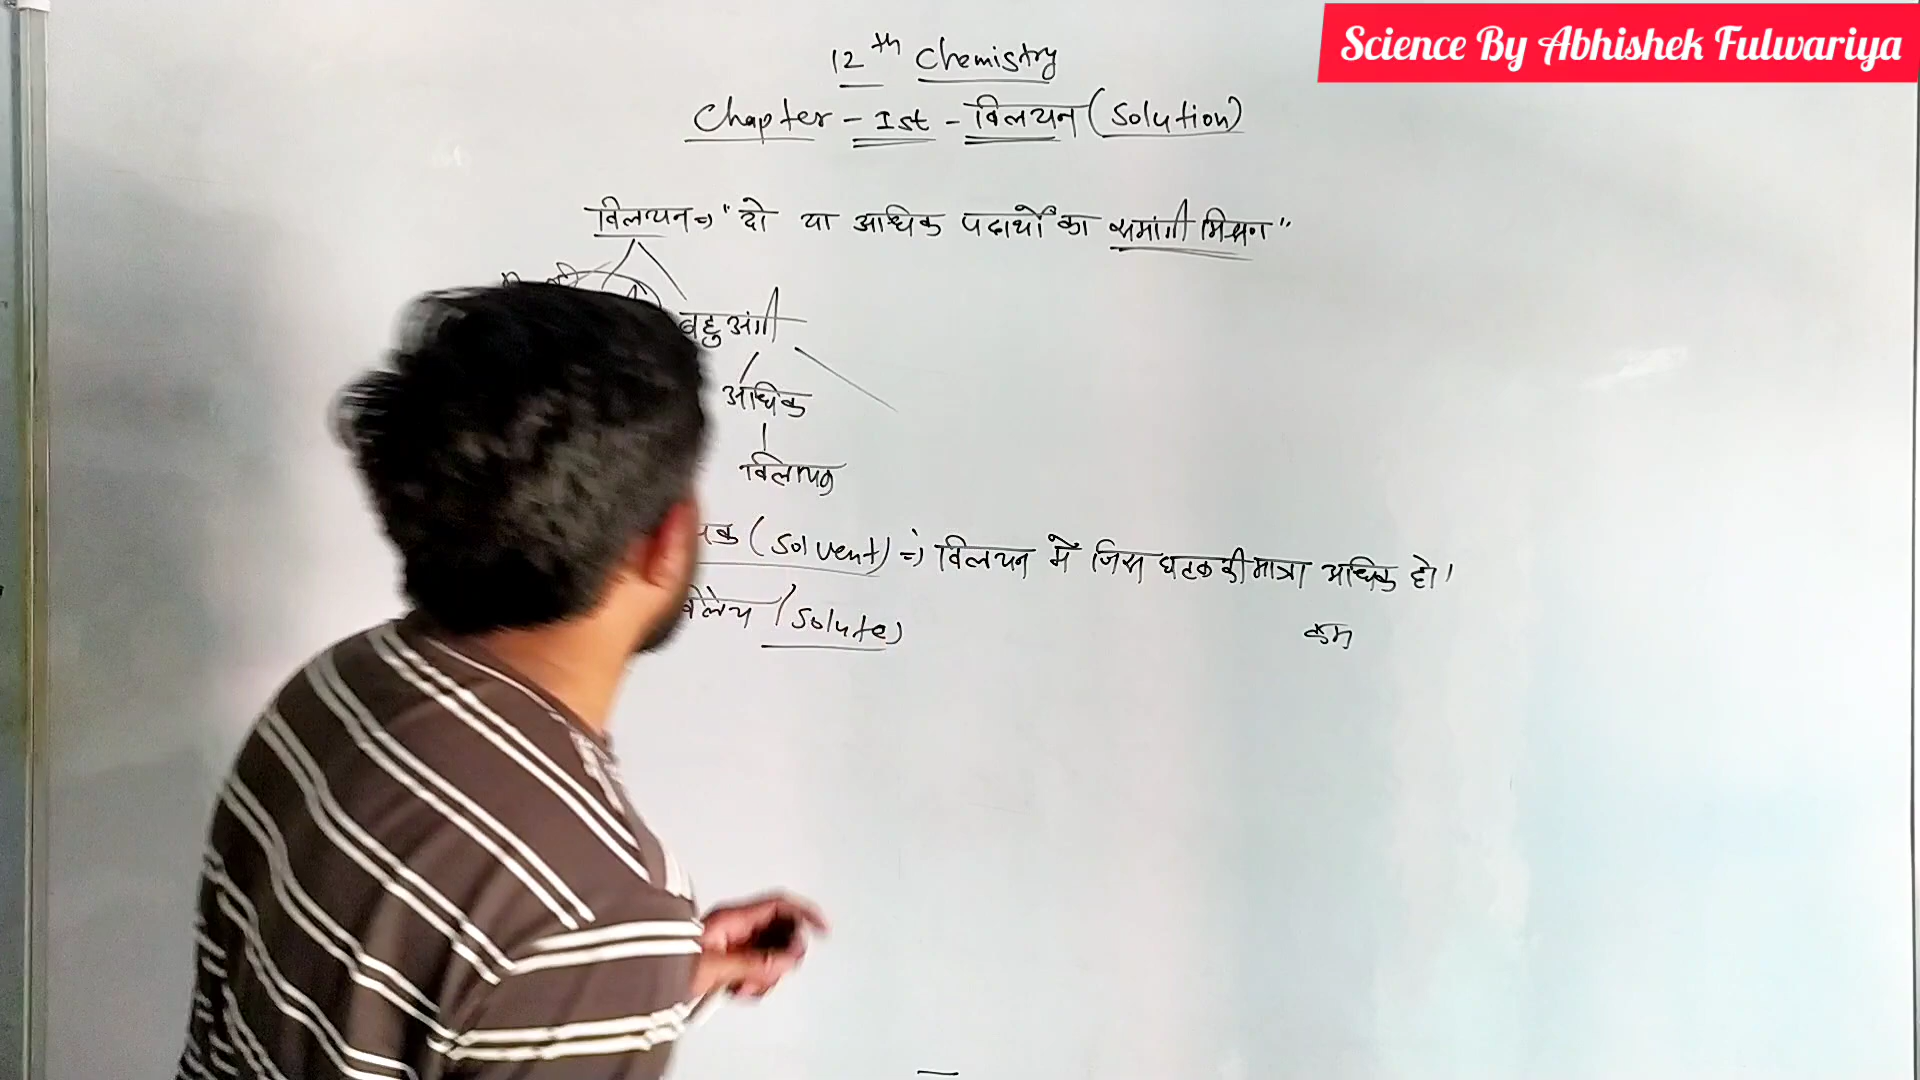 Science By Abhishek Fulwariya
12th Chemistry
Chapter - Ist - विलयन (Solution)
विलयन => "दो या अधिक पदार्थों का समांगी मिश्रण"
बहुअंगी
अधिक
विलायक
(Solvent) => विलयन में जिस घटक की मात्रा अधिक हो।
(Solute)
कम